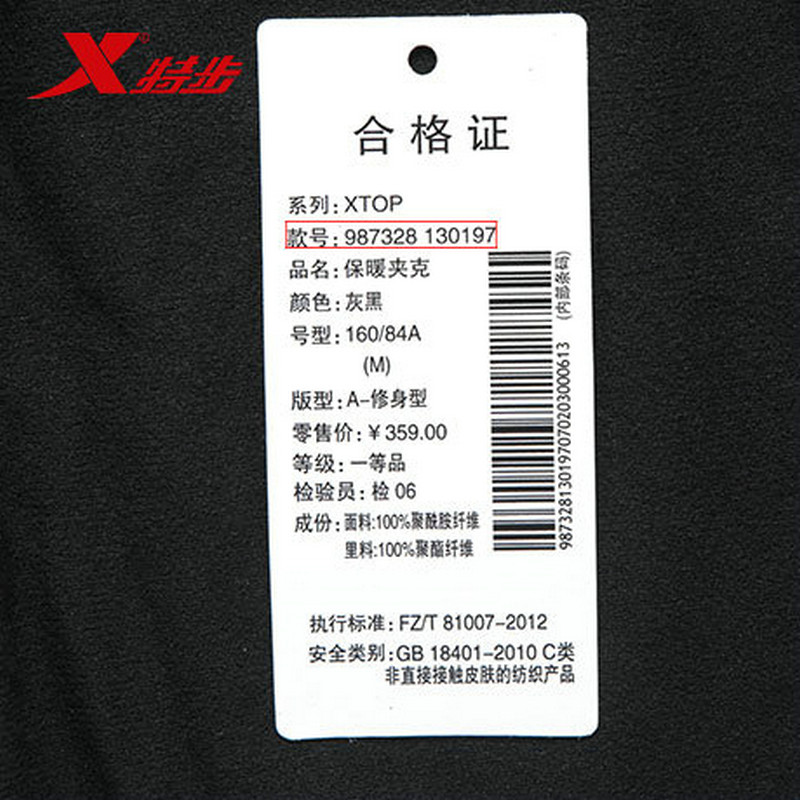 X 特步
合格证
系列: XTOP
款号: 987328 130197
品名: 保暖夹克
颜色: 灰黑
号型: 160/84A
(M)
版型: A-修身型
零售价: ¥359.00
等级: 一等品
检验员: 检 06
成份: 面料:100%聚酰胺纤维
里料:100%聚酯纤维
执行标准: FZ/T 81007-2012
安全类别: GB 18401-2010 C类
非直接接触皮肤的纺织产品
98732813019707020300061​3
(内部条码)